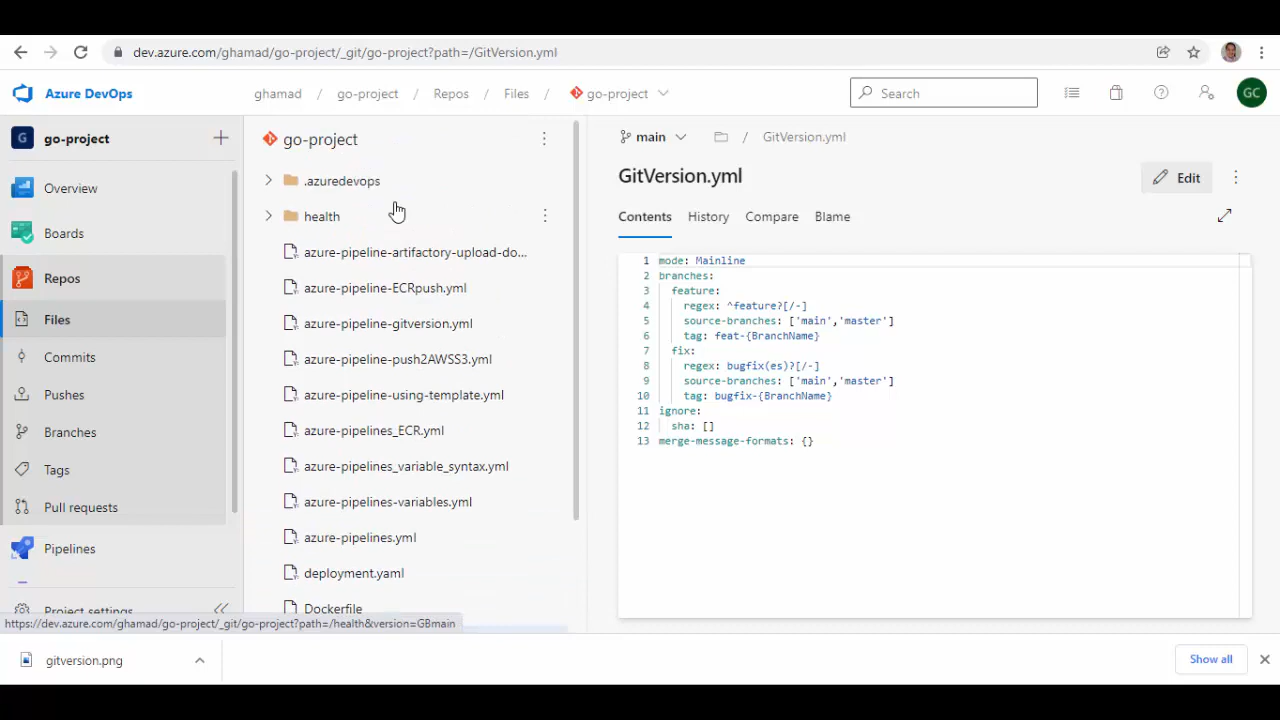 dev.azure.com/ghamad/go-project/_git/go-project?path=/GitVersion.yml
Azure DevOps
ghamad / go-project / Repos / Files / go-project
Search
GC
G go-project
Overview
Boards
Repos
Files
Commits
Pushes
Branches
Tags
Pull requests
Pipelines
Project settings
go-project
.azuredevops
health
azure-pipeline-artifactory-upload-do...
azure-pipeline-ECRpush.yml
azure-pipeline-gitversion.yml
azure-pipeline-push2AWSS3.yml
azure-pipeline-using-template.yml
azure-pipelines_ECR.yml
azure-pipelines_variable_syntax.yml
azure-pipelines-variables.yml
azure-pipelines.yml
deployment.yaml
Dockerfile
main / GitVersion.yml
GitVersion.yml
Edit
Contents History Compare Blame
1 mode: Mainline
2 branches:
3 feature:
4 regex: ^feature?[/-]
5 source-branches: ['main','master']
6 tag: feat-{BranchName}
7 fix:
8 regex: bugfix(es)?[/-]
9 source-branches: ['main','master']
10 tag: bugfix-{BranchName}
11 ignore:
12 sha: []
13 merge-message-formats: {}
https://dev.azure.com/ghamad/go-project/_git/go-project?path=/health&version=GBmain
gitversion.png
Show all